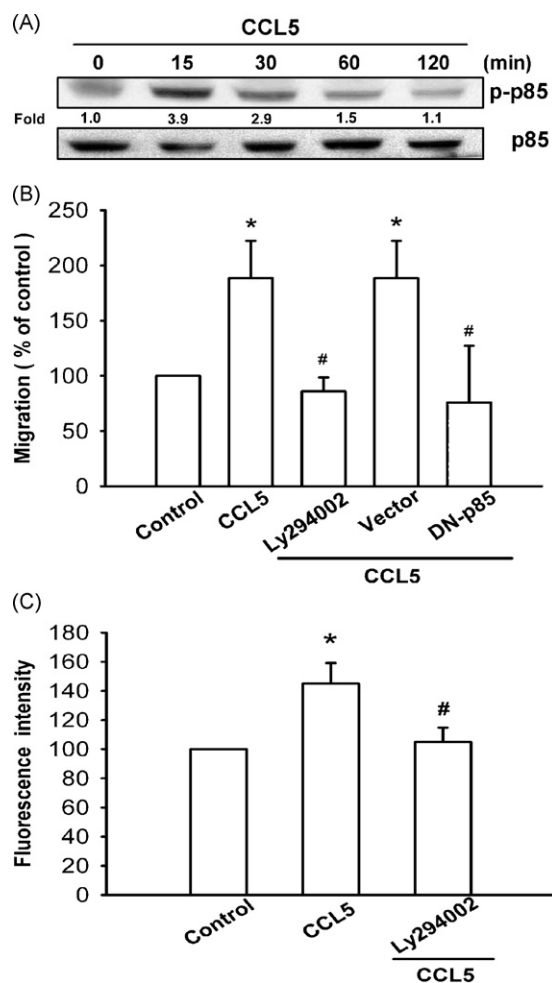 (A)
CCL5
0 15 30 60 120 (min)
p-p85
Fold 1.0 3.9 2.9 1.5 1.1
p85
(B)
Migration ( % of control)
250
200
150
100
50
0
* # * #
Control CCL5 Ly294002 Vector DN-p85
CCL5
(C)
Fluorescence intensity
180
160
140
120
100
80
60
40
20
0
* #
Control CCL5 Ly294002
CCL5